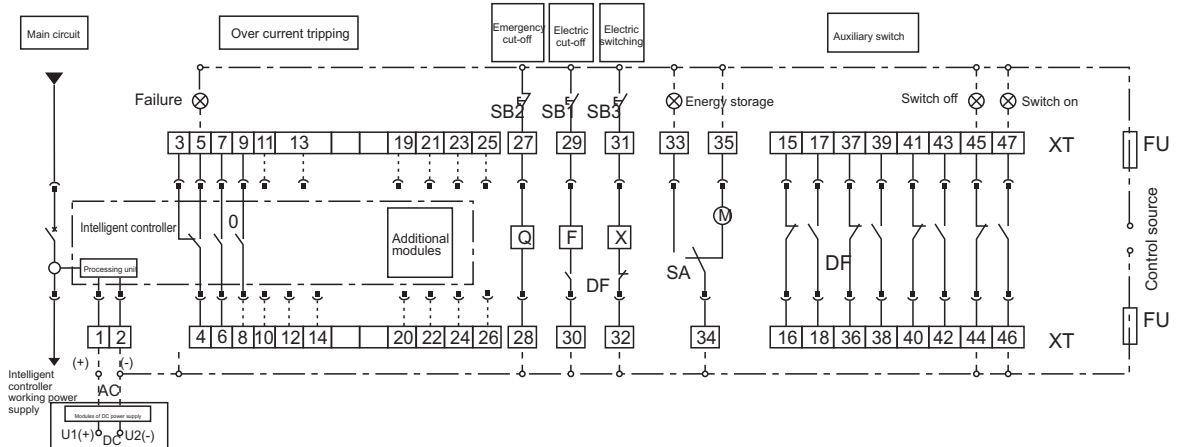 Main circuit
Over current tripping
Emergency
cut-off
Electric
cut-off
Electric
switching
Auxiliary switch
Failure
SB2
SB1
SB3
Energy storage
Switch off
Switch on
3 5 7 9 11 13 19 21 23 25 27 29 31 33 35 15 17 37 39 41 43 45 47 XT FU
Intelligent controller
0
Additional
modules
Q
F
X
M
Control source
Processing unit
DF
SA
DF
1 2 4 6 8 10 12 14 20 22 24 26 28 30 32 34 16 18 36 38 40 42 44 46 XT FU
(+) (-)
AC
Intelligent
controller
working power
supply
Modules of DC power supply
U1(+) DC U2(-)